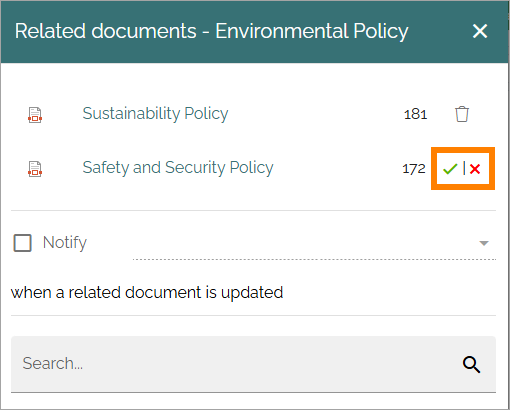 Related documents - Environmental Policy
Sustainability Policy 181
Safety and Security Policy 172
Notify
when a related document is updated
Search...